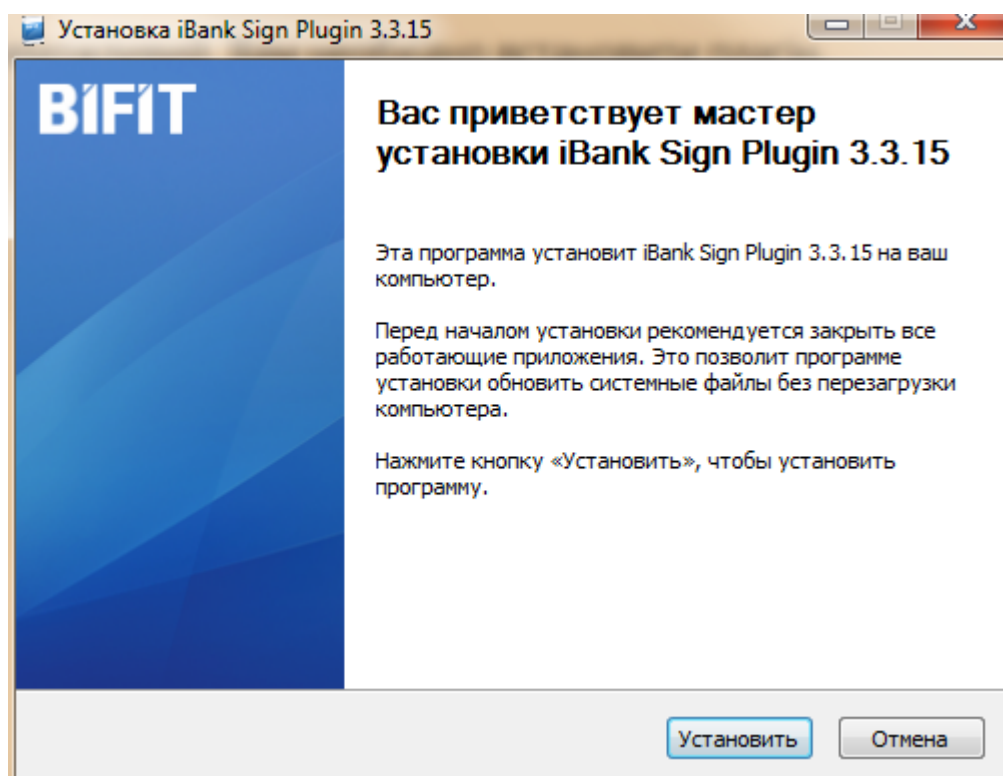 Установка iBank Sign Plugin 3.3.15
BIFIT
Вас приветствует мастер
установки iBank Sign Plugin 3.3.15
Эта программа установит iBank Sign Plugin 3.3.15 на ваш
компьютер.
Перед началом установки рекомендуется закрыть все
работающие приложения. Это позволит программе
установки обновить системные файлы без перезагрузки
компьютера.
Нажмите кнопку «Установить», чтобы установить
программу.
Установить Отмена